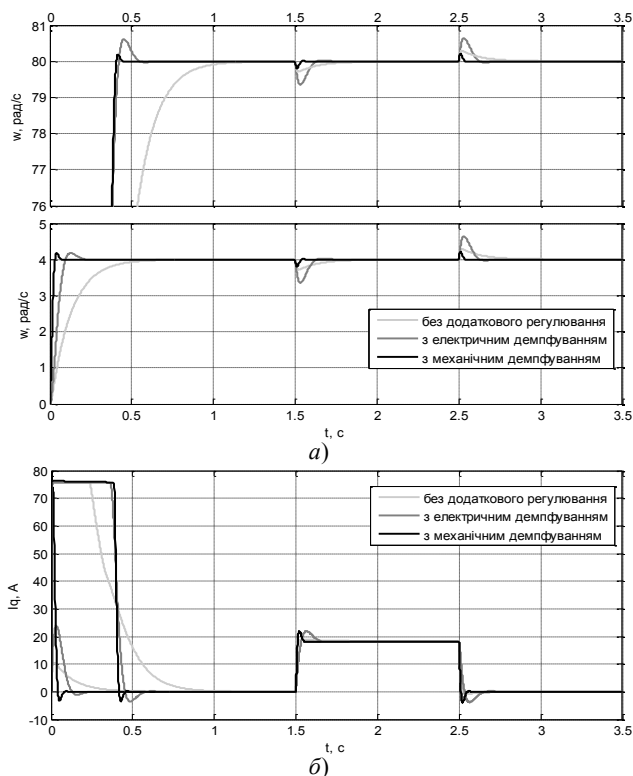 0 0.5 1 1.5 2 2.5 3 3.5
81
80
79
78
77
76
w, рад/с
5
4
3
2
1
0
w, рад/с
без додаткового регулювання
з електричним демпфуванням
з механічним демпфуванням
0 0.5 1 1.5 2 2.5 3 3.5
t, с
а)
80
70
60
50
40
30
20
10
0
-10
Iq, А
без додаткового регулювання
з електричним демпфуванням
з механічним демпфуванням
0 0.5 1 1.5 2 2.5 3 3.5
t, с
б)